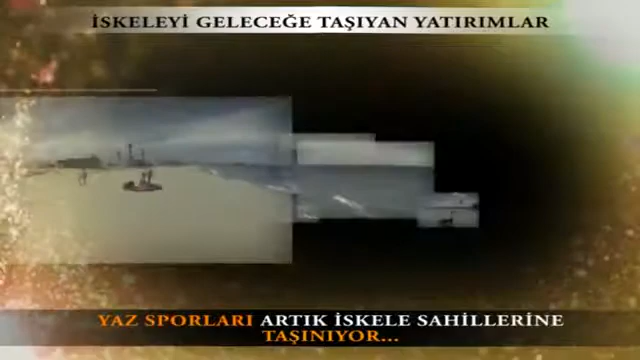 İSKELEYİ GELECEĞE TAŞIYAN YATIRIMLAR
YAZ SPORLARI ARTIK İSKELE SAHİLLERİNE
TAŞINIYOR...